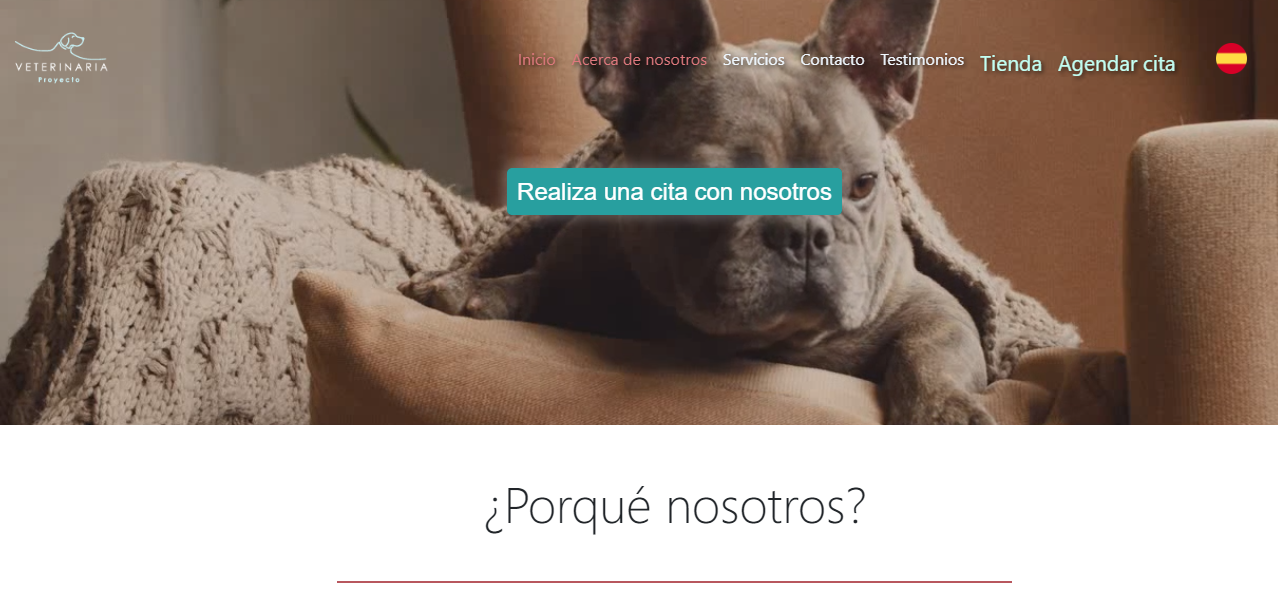 VETERINARIA
Proyecto
Inicio Acerca de nosotros Servicios Contacto Testimonios Tienda Agendar cita
Realiza una cita con nosotros
¿Porqué nosotros?